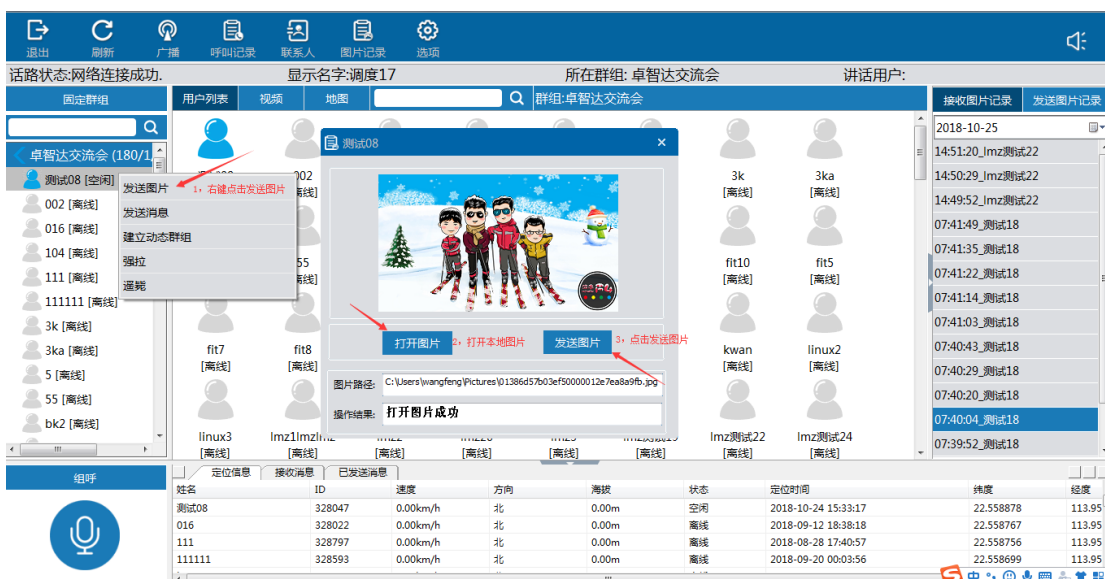 退出 刷新 广播 呼叫记录 联系人 图片记录 选项
话路状态:网络连接成功. 显示名字:调度17 所在群组: 卓智达交流会 讲话用户:
固定群组 用户列表 视频 地图 群组:卓智达交流会 接收图片记录 发送图片记录
卓智达交流会 (180/1
测试08 [空闲]
002 [离线]
016 [离线]
104 [离线]
111 [离线]
111111 [离线]
3k [离线]
3ka [离线]
5 [离线]
55 [离线]
bk2 [离线]
发送图片
发送消息
建立动态群组
强拉
遥毙
1，右键点击发送图片
002
离线]
55
离线]
测试08
打开图片
2，打开本地图片
发送图片
3，点击发送图片
图片路径: C:\Users\wangfeng\Pictures\01386d57b03ef50000012e7ea8a9fb.jpg
操作结果: 打开图片成功
3k 3ka
[离线] [离线]
fit10 fit5
[离线] [离线]
fit7 fit8 kwan linux2
[离线] [离线] [离线] [离线]
linux3 lmz测试22 lmz测试24
[离线] [离线] [离线] [离线] [离线] [离线] [离线] [离线]
2018-10-25
14:51:20_lmz测试22
14:50:29_lmz测试22
14:49:52_lmz测试22
07:41:49_测试18
07:41:35_测试18
07:41:22_测试18
07:41:14_测试18
07:41:03_测试18
07:40:43_测试18
07:40:29_测试18
07:40:20_测试18
07:40:04_测试18
07:39:52_测试18
组呼
定位信息 接收消息 已发送消息
姓名 ID 速度 方向 海拔 状态 定位时间 纬度 经度
测试08 328047 0.00km/h 北 0.00m 空闲 2018-10-24 15:33:17 22.558878 113.95
016 328022 0.00km/h 北 0.00m 离线 2018-09-12 18:38:18 22.558767 113.95
111 328797 0.00km/h 北 0.00m 离线 2018-08-28 17:40:57 22.558756 113.95
111111 328593 0.00km/h 北 0.00m 离线 2018-09-20 00:03:56 22.558699 113.95
中